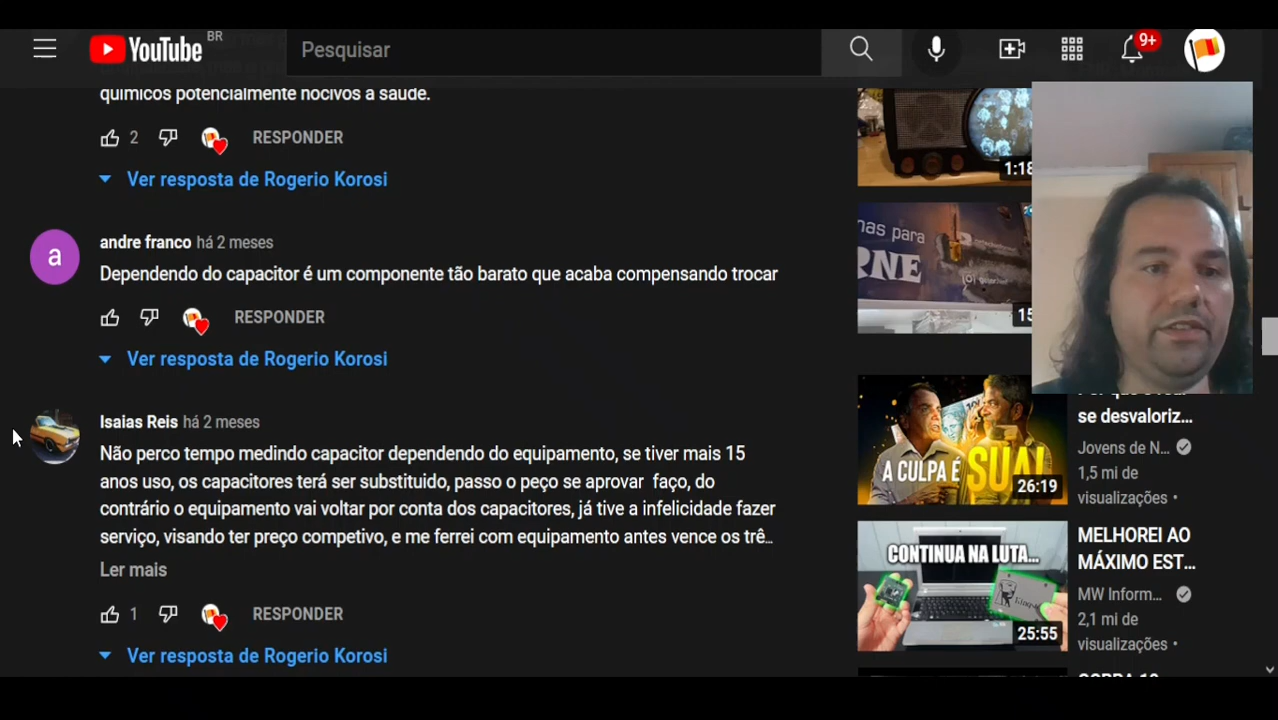 YouTube BR
Pesquisar
9+
químicos potencialmente nocivos a saúde.
2 RESPONDER
Ver resposta de Rogerio Korosi
a
andre franco há 2 meses
Dependendo do capacitor é um componente tão barato que acaba compensando trocar
RESPONDER
Ver resposta de Rogerio Korosi
Isaias Reis há 2 meses
Não perco tempo medindo capacitor dependendo do equipamento, se tiver mais 15
anos uso, os capacitores terá ser substituido, passo o peço se aprovar faço, do
contrário o equipamento vai voltar por conta dos capacitores, já tive a infelicidade fazer
serviço, visando ter preço competivo, e me ferrei com equipamento antes vence os trê...
Ler mais
1 RESPONDER
Ver resposta de Rogerio Korosi
1:18
nas para
RNE
15
se desvaloriz...
Jovens de N...
1,5 mi de
visualizações •
A CULPA É SUA!
26:19
MELHOREI AO
MÁXIMO EST...
MW Inform...
2,1 mi de
visualizações •
CONTINUA NA LUTA...
25:55